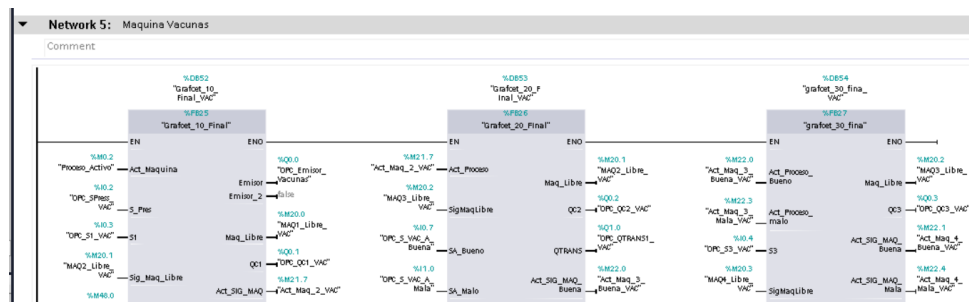 Network 5: Maquina Vacunas
Comment
%DB52
"Grafcet_10_
Final_VAC"
%FB25
"Grafcet_10_Final"
EN ENO
%M0.2
"Proceso_Activo" Act_Maquina
%Q0.0
"OPC_Emisor_
Vacunas"
Emisor
Emisor_2 false
%I0.2
"OPC_SPress_
VAC" S_Pres
%I0.3
"OPC_S1_VAC" S1
%M20.0
"MAQ1_Libre_
VAC"
Maq_Libre
%M20.1
"MAQ2_Libre_
VAC" Sig_Maq_Libre
%Q0.1
QC1 "OPC_QC1_VAC"
%M21.7
Act_SIG_MAQ "Act_Maq_2_VAC"
%M48.0
%DB53
"Grafcet_20_F
inal_VAC"
%FB26
"Grafcet_20_Final"
EN ENO
%M21.7
"Act_Maq_2_VAC" Act_Proceso
%M20.1
"MAQ2_Libre_
VAC"
Maq_Libre
%M20.2
"MAQ3_Libre_
VAC" SigMaqLibre
%Q0.2
QC2 "OPC_QC2_VAC"
%I0.7
"OPC_S_VAC_A_
Buena" SA_Bueno
%Q1.0
"OPC_QTRANS1_
VAC"
QTRANS
%I1.0
"OPC_S_VAC_A_
Mala" SA_Malo
%M22.0
"Act_Maq_3_
Buena_VAC"
Act_SIG_MAQ_
Buena
%DB54
"grafcet_30_fina_
VAC"
%FB27
"grafcet_30_fina"
EN ENO
%M22.0
"Act_Maq_3_
Buena_VAC" Act_Proceso_
Bueno
%M20.2
"MAQ3_Libre_
VAC"
Maq_Libre
%M22.3
"Act_Maq_3_
Mala_VAC" Act_Proceso_
malo
%Q0.3
QC3 "OPC_QC3_VAC"
%I0.4
"OPC_S3_VAC" S3
%M22.1
"Act_Maq_4_
Buena_VAC"
Act_SIG_MAQ_
Buena
%M20.3
"MAQ4_Libre_
VAC" SigMaqLibre
%M22.4
"Act_Maq_4_
Mala_VAC"
Act_SIG_MAQ_
Mala